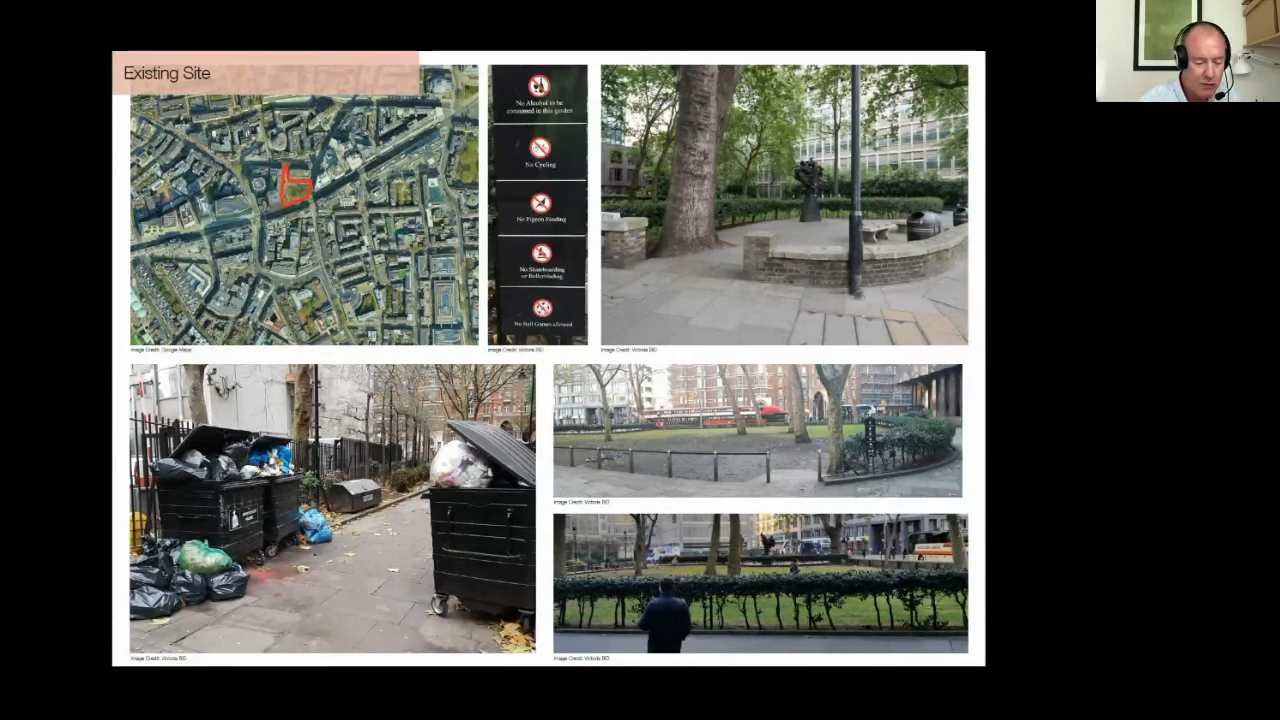 Existing Site
No Alcohol to be
consumed in this garden
No Cycling
No Pigeon Feeding
No Skateboarding
or Rollerblading
No Ball Games allowed
Image Credit: Google Maps
Image Credit: Victoria BID
Image Credit: Victoria BID
Image Credit: Victoria BID
Image Credit: Victoria BID
Image Credit: Victoria BID